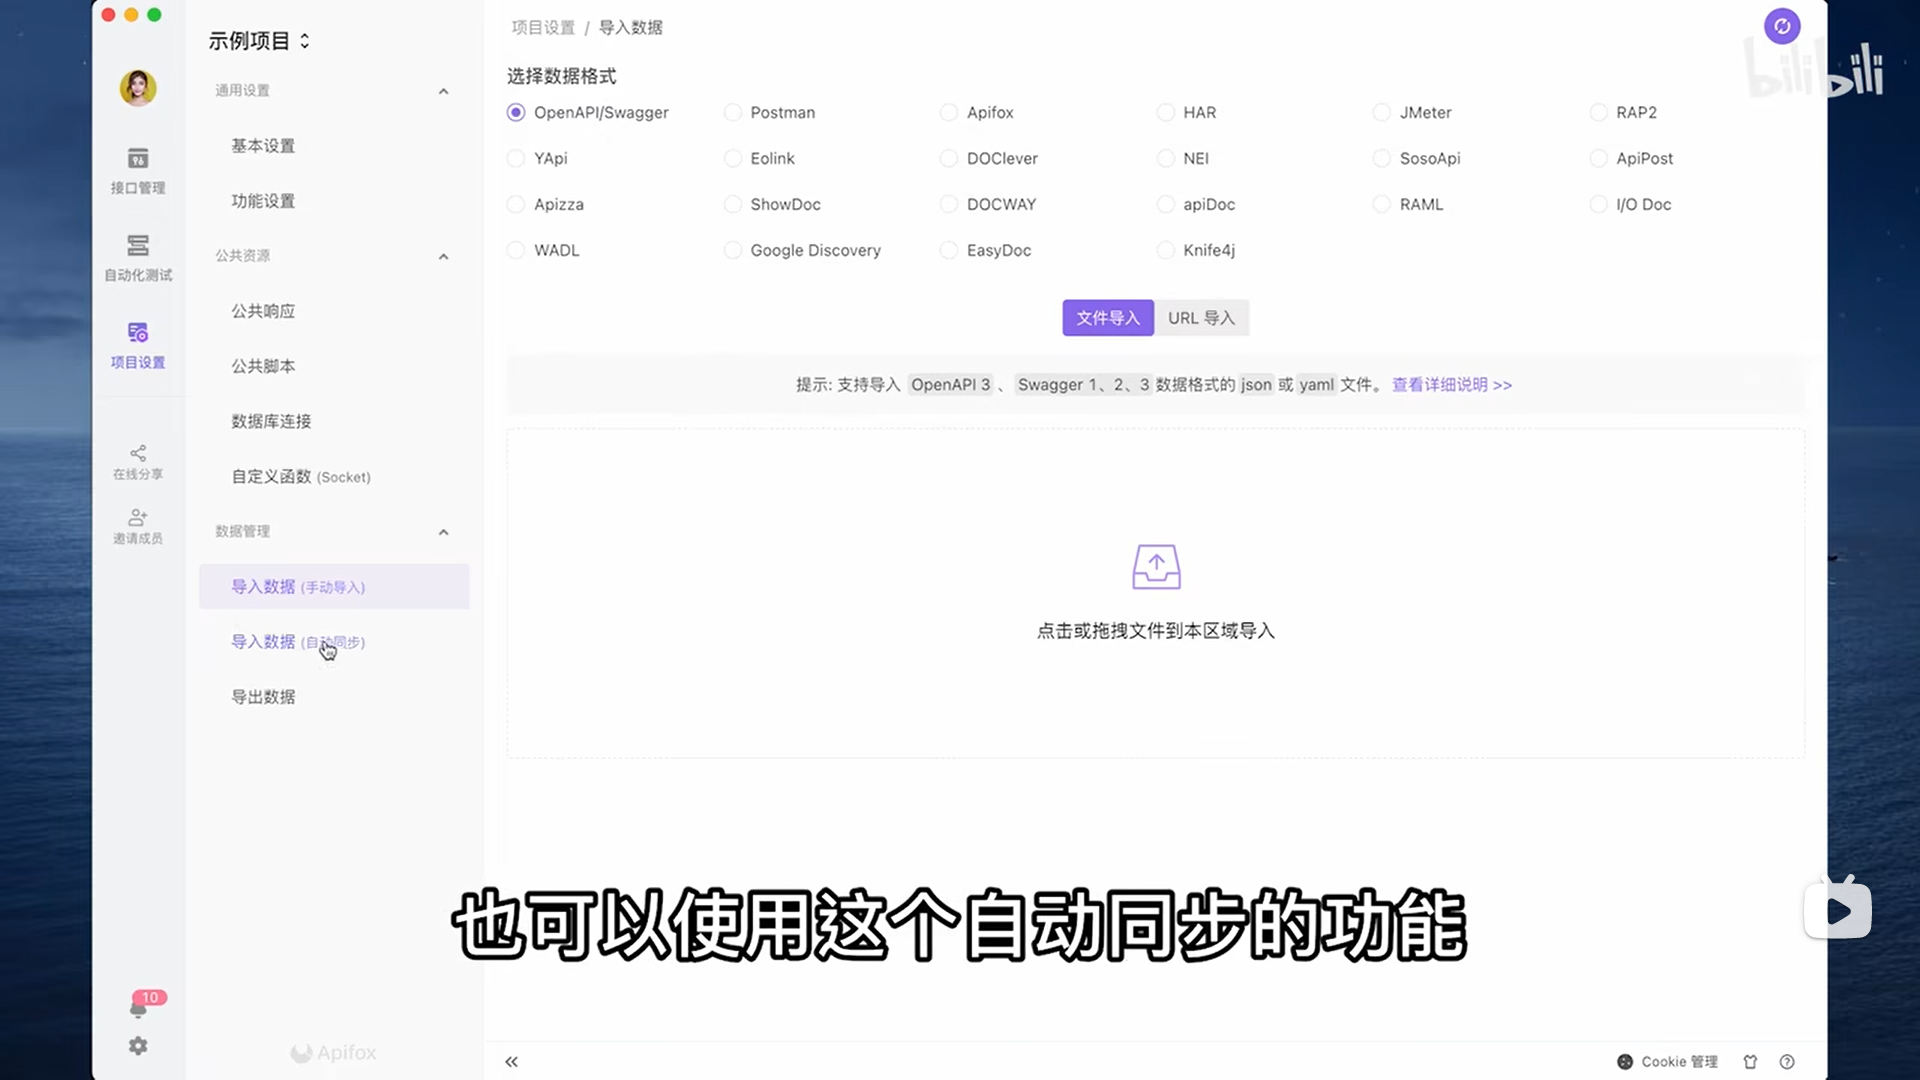 示例项目
通用设置
基本设置
功能设置
公共资源
公共响应
公共脚本
数据库连接
自定义函数 (Socket)
数据管理
导入数据 (手动导入)
导入数据 (自动同步)
导出数据
Apifox
接口管理
自动化测试
项目设置
在线分享
邀请成员
10
项目设置 / 导入数据
bilibili
选择数据格式
OpenAPI/Swagger Postman Apifox HAR JMeter RAP2
YApi Eolink DOClever NEI SosoApi ApiPost
Apizza ShowDoc DOCWAY apiDoc RAML I/O Doc
WADL Google Discovery EasyDoc Knife4j
文件导入 URL 导入
提示: 支持导入 OpenAPI 3 、 Swagger 1、2、3 数据格式的 json 或 yaml 文件。 查看详细说明 >>
点击或拖拽文件到本区域导入
也可以使用这个自动同步的功能
Cookie 管理